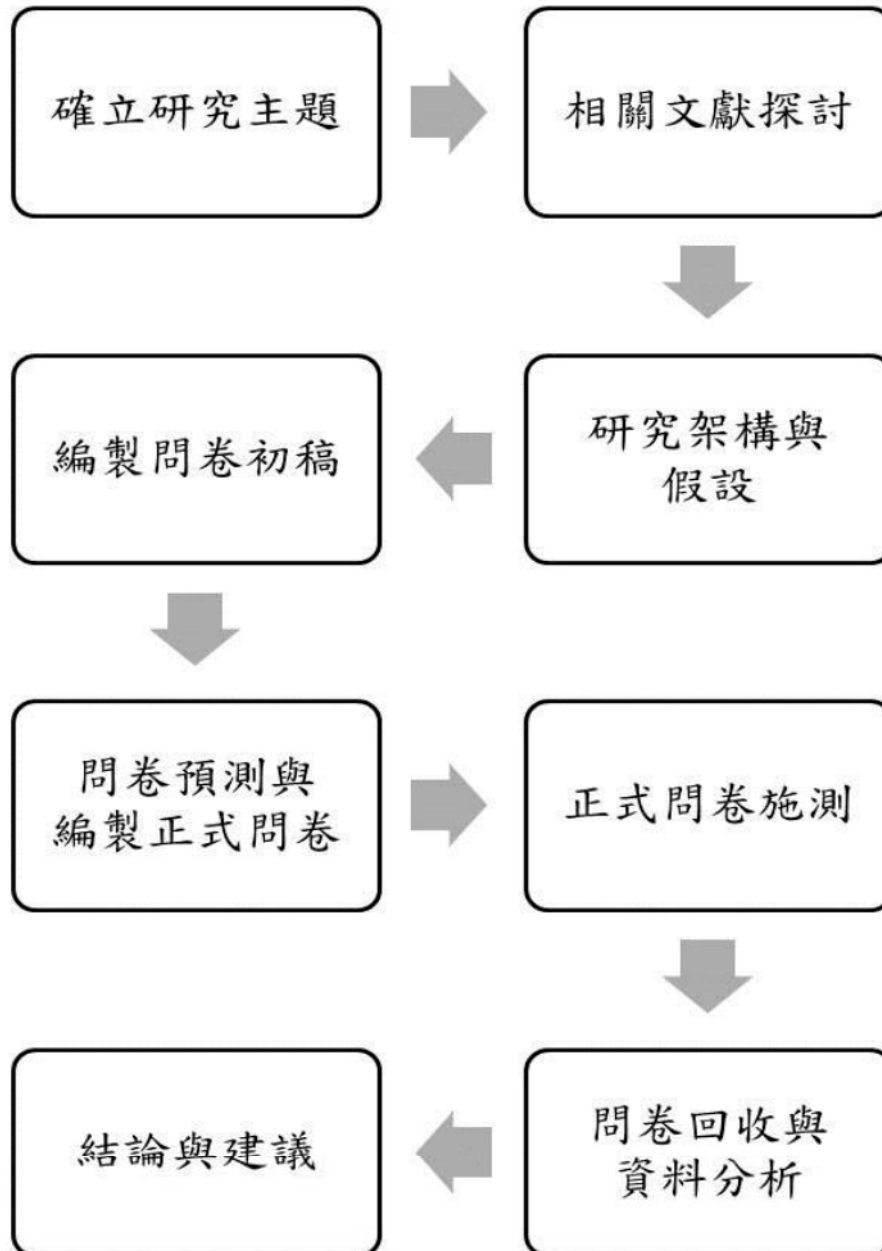 確立研究主題
相關文獻探討
研究架構與
假設
編製問卷初稿
問卷預測與
編製正式問卷
正式問卷施測
問卷回收與
資料分析
結論與建議